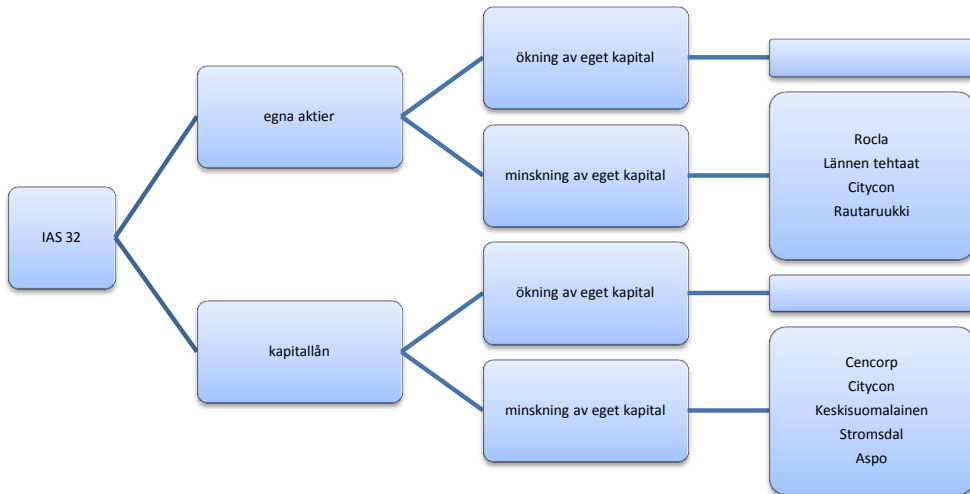 IAS 32
egna aktier
ökning av eget kapital
minskning av eget kapital
Rocla
Lännen tehtaat
Citycon
Rautaruukki
kapitallån
ökning av eget kapital
minskning av eget kapital
Cencorp
Citycon
Keskisuomalainen
Stromsdal
Aspo